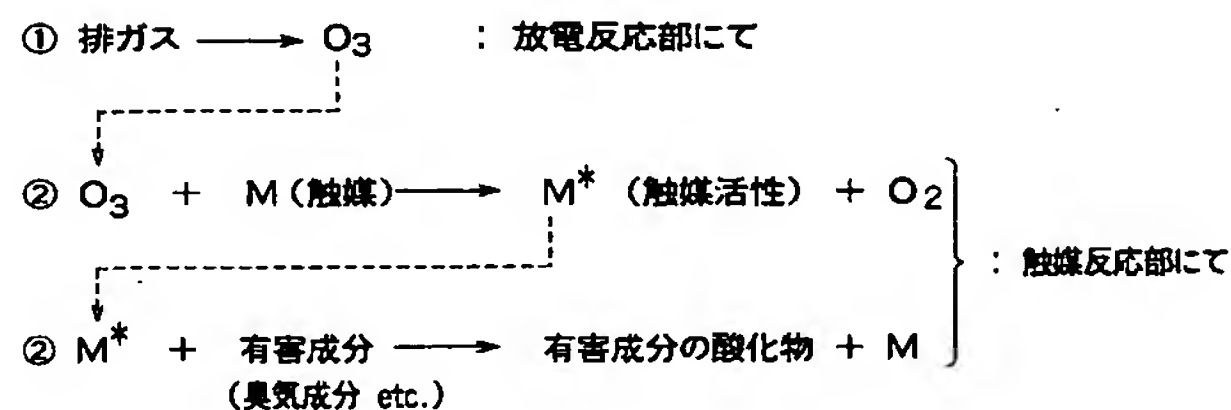 ① 排ガス → O3 : 放電反応部にて
② O3 + M (触媒) → M* (触媒活性) + O2
: 触媒反応部にて
② M* + 有害成分 → 有害成分の酸化物 + M
(臭気成分 etc.)